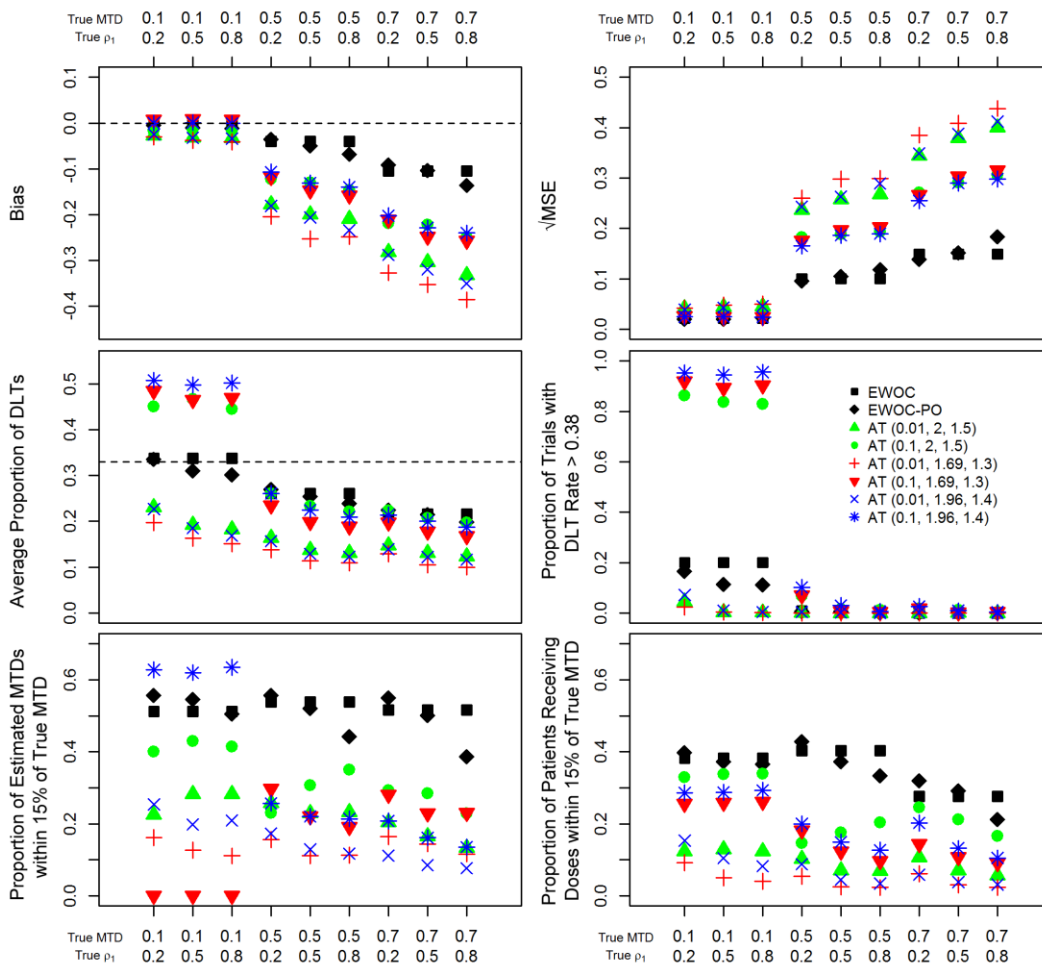 True MTD 0.1 0.1 0.1 0.5 0.5 0.5 0.7 0.7 0.7
True ρ1 0.2 0.5 0.8 0.2 0.5 0.8 0.2 0.5 0.8
True MTD 0.1 0.1 0.1 0.5 0.5 0.5 0.7 0.7 0.7
True ρ1 0.2 0.5 0.8 0.2 0.5 0.8 0.2 0.5 0.8
Bias
0.1
0.0
-0.1
-0.2
-0.3
-0.4
√MSE
0.5
0.4
0.3
0.2
0.1
0.0
Average Proportion of DLTs
0.5
0.4
0.3
0.2
0.1
0.0
Proportion of Trials with
DLT Rate > 0.38
1.0
0.8
0.6
0.4
0.2
0.0
EWOC
EWOC-PO
AT (0.01, 2, 1.5)
AT (0.1, 2, 1.5)
AT (0.01, 1.69, 1.3)
AT (0.1, 1.69, 1.3)
AT (0.01, 1.96, 1.4)
AT (0.1, 1.96, 1.4)
Proportion of Estimated MTDs
within 15% of True MTD
0.6
0.4
0.2
0.0
Proportion of Patients Receiving
Doses within 15% of True MTD
0.6
0.4
0.2
0.0
True MTD 0.1 0.1 0.1 0.5 0.5 0.5 0.7 0.7 0.7
True ρ1 0.2 0.5 0.8 0.2 0.5 0.8 0.2 0.5 0.8
True MTD 0.1 0.1 0.1 0.5 0.5 0.5 0.7 0.7 0.7
True ρ1 0.2 0.5 0.8 0.2 0.5 0.8 0.2 0.5 0.8